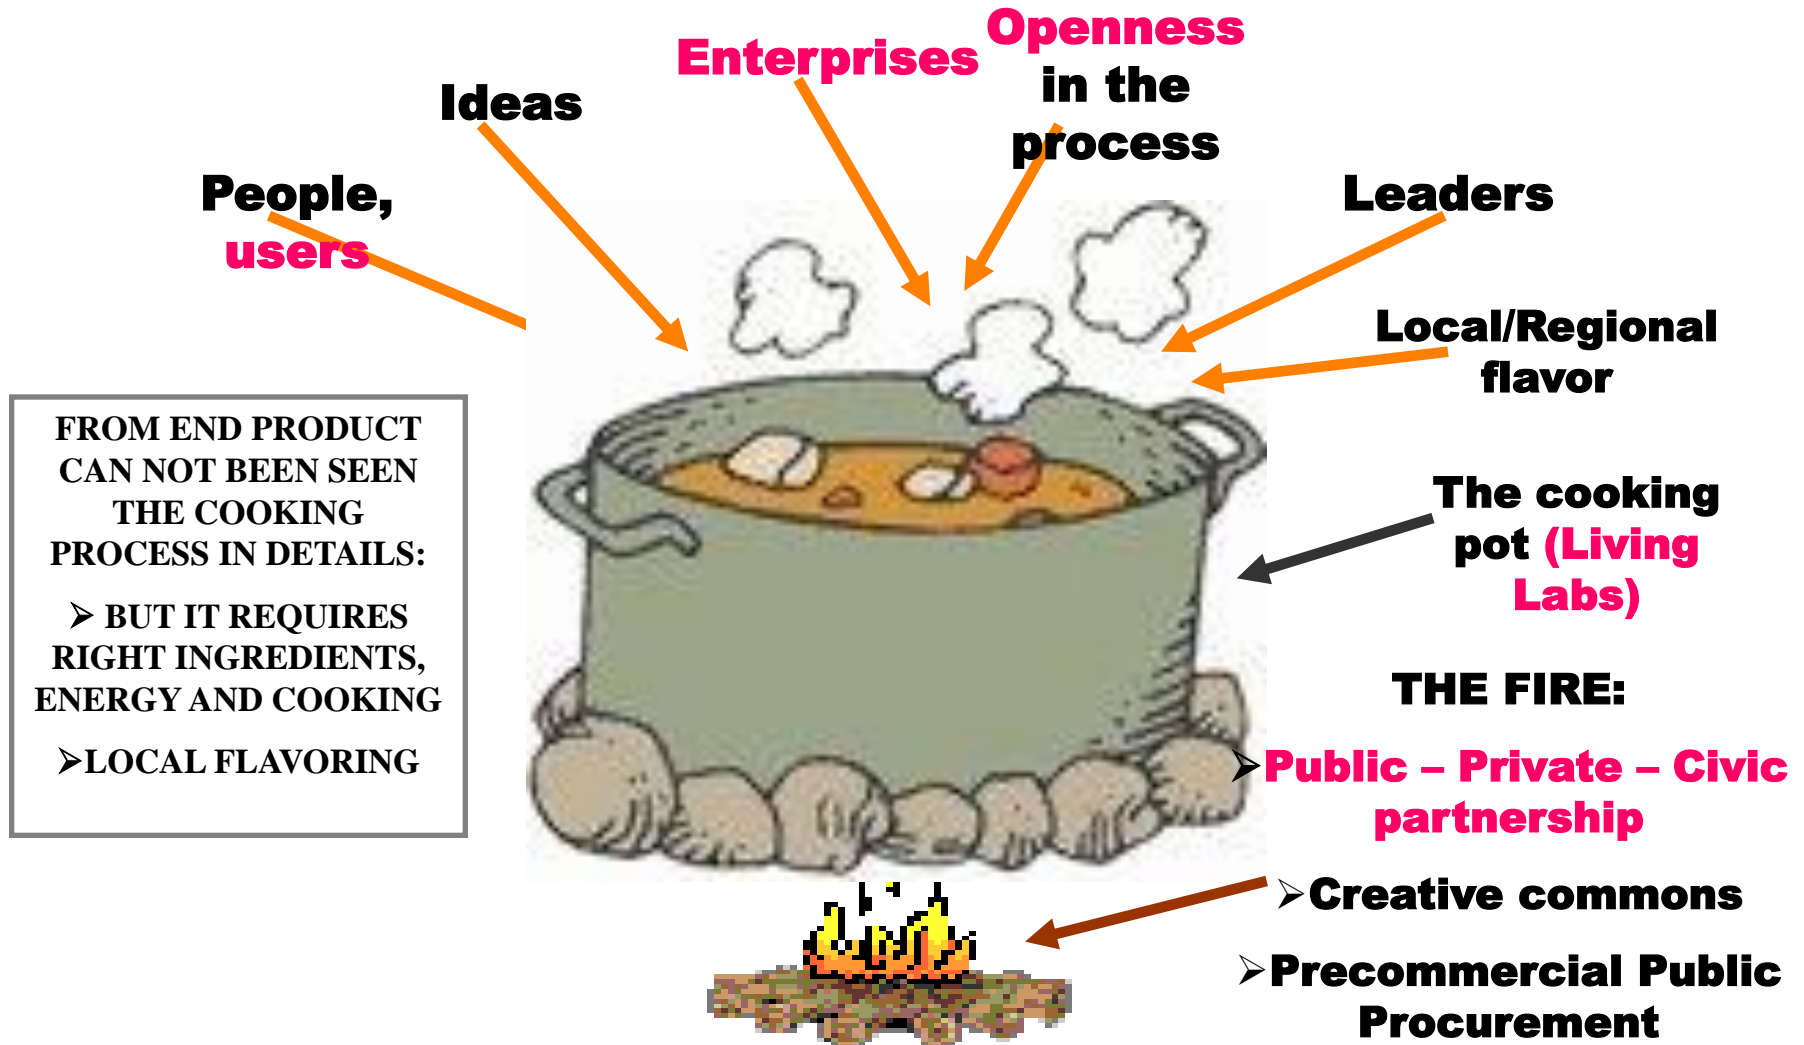 Openness
in the
process
Enterprises
Ideas
People,
users
Leaders
Local/Regional
flavor
FROM END PRODUCT
CAN NOT BEEN SEEN
THE COOKING
PROCESS IN DETAILS:
➢ BUT IT REQUIRES
RIGHT INGREDIENTS,
ENERGY AND COOKING
➢LOCAL FLAVORING
The cooking
pot (Living
Labs)
THE FIRE:
➢Public – Private – Civic
partnership
➢Creative commons
➢Precommercial Public
Procurement